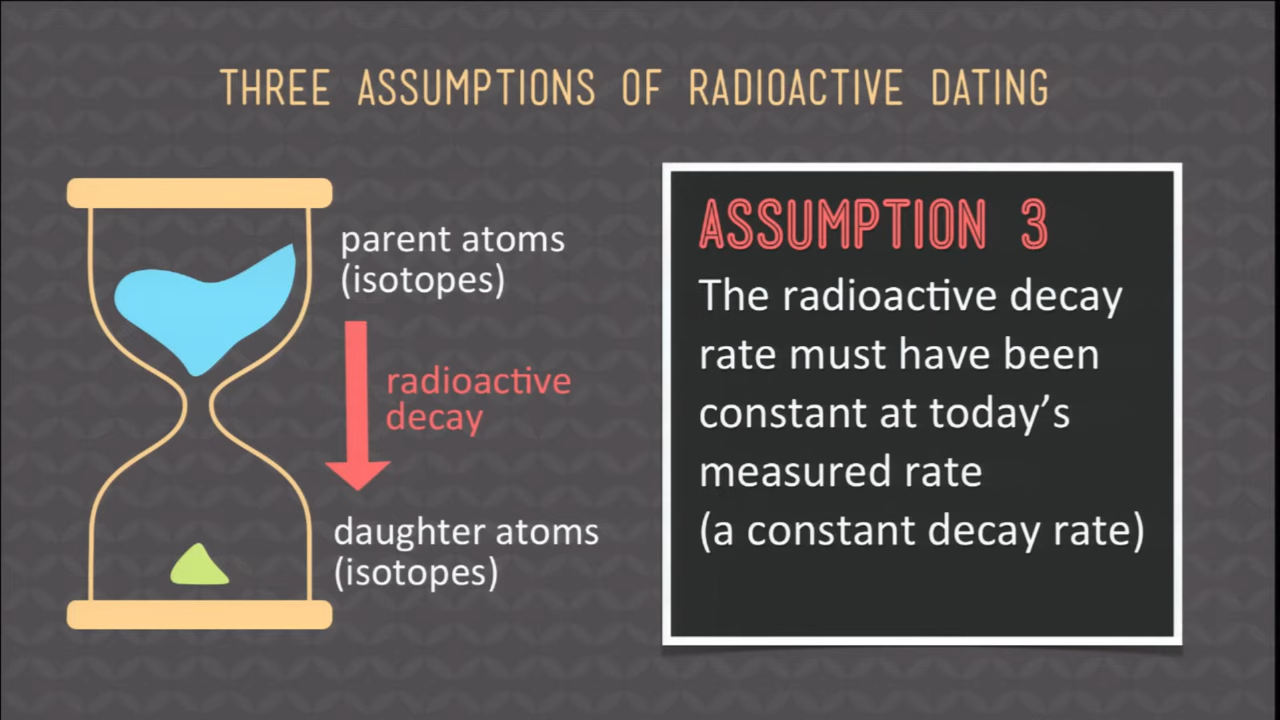 THREE ASSUMPTIONS OF RADIOACTIVE DATING
parent atoms
(isotopes)
radioactive
decay
daughter atoms
(isotopes)
ASSUMPTION 3
The radioactive decay
rate must have been
constant at today’s
measured rate
(a constant decay rate)